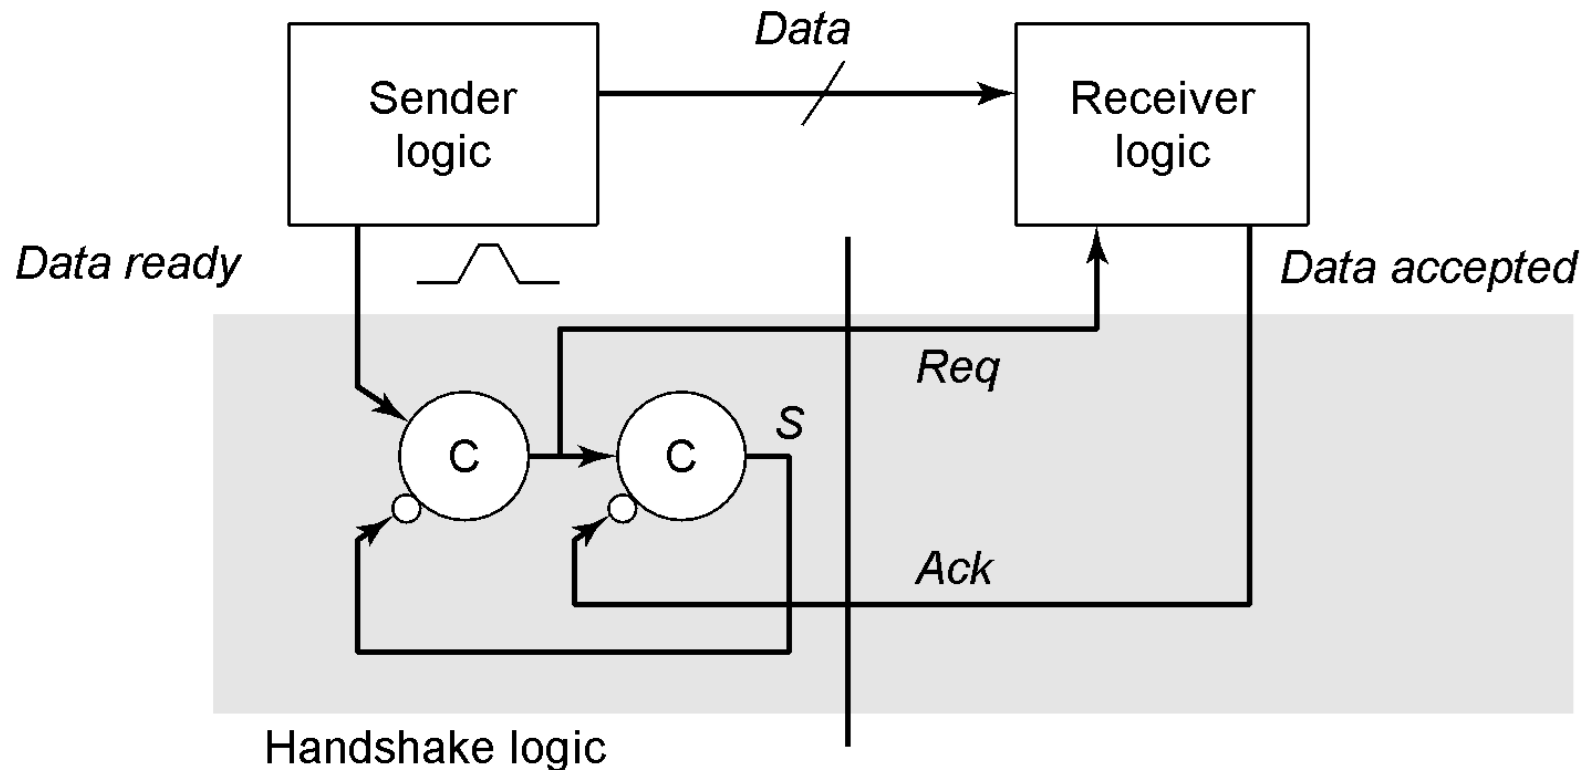 Data
Sender
logic
Receiver
logic
Data ready
Data accepted
Req
S
C
C
Ack
Handshake logic